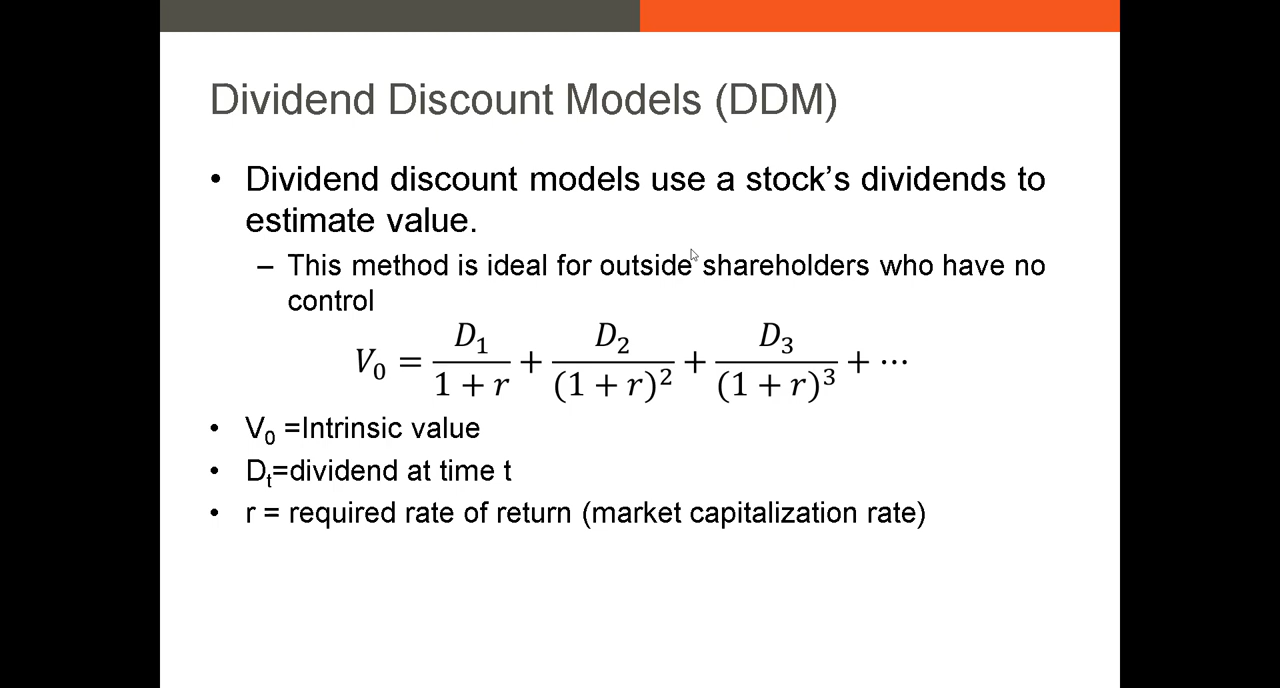 Dividend Discount Models (DDM)
• Dividend discount models use a stock’s dividends to
estimate value.
– This method is ideal for outside shareholders who have no
control
V₀ = D₁/(1 + r) + D₂/(1 + r)² + D₃/(1 + r)³ + ⋯
• V₀ =Intrinsic value
• Dₜ=dividend at time t
• r = required rate of return (market capitalization rate)